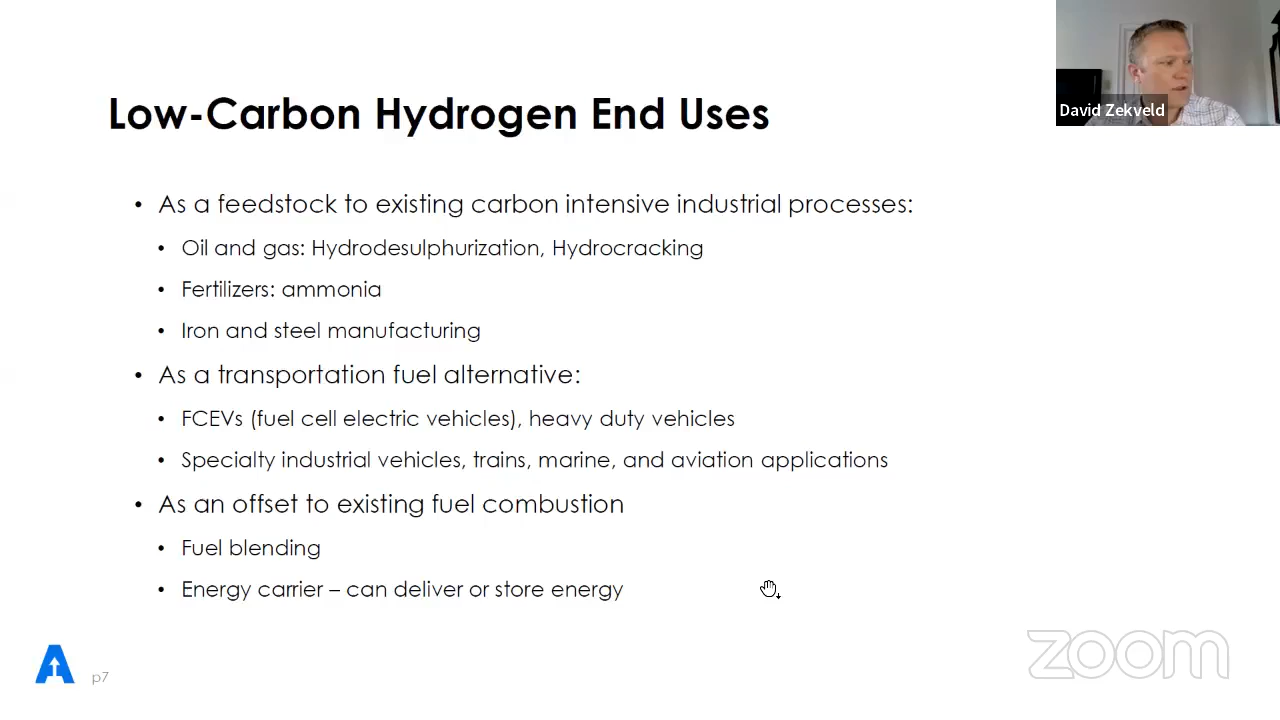 Low-Carbon Hydrogen End Uses
David Zekveld
• As a feedstock to existing carbon intensive industrial processes:
• Oil and gas: Hydrodesulphurization, Hydrocracking
• Fertilizers: ammonia
• Iron and steel manufacturing
• As a transportation fuel alternative:
• FCEVs (fuel cell electric vehicles), heavy duty vehicles
• Specialty industrial vehicles, trains, marine, and aviation applications
• As an offset to existing fuel combustion
• Fuel blending
• Energy carrier – can deliver or store energy
p7
zoom